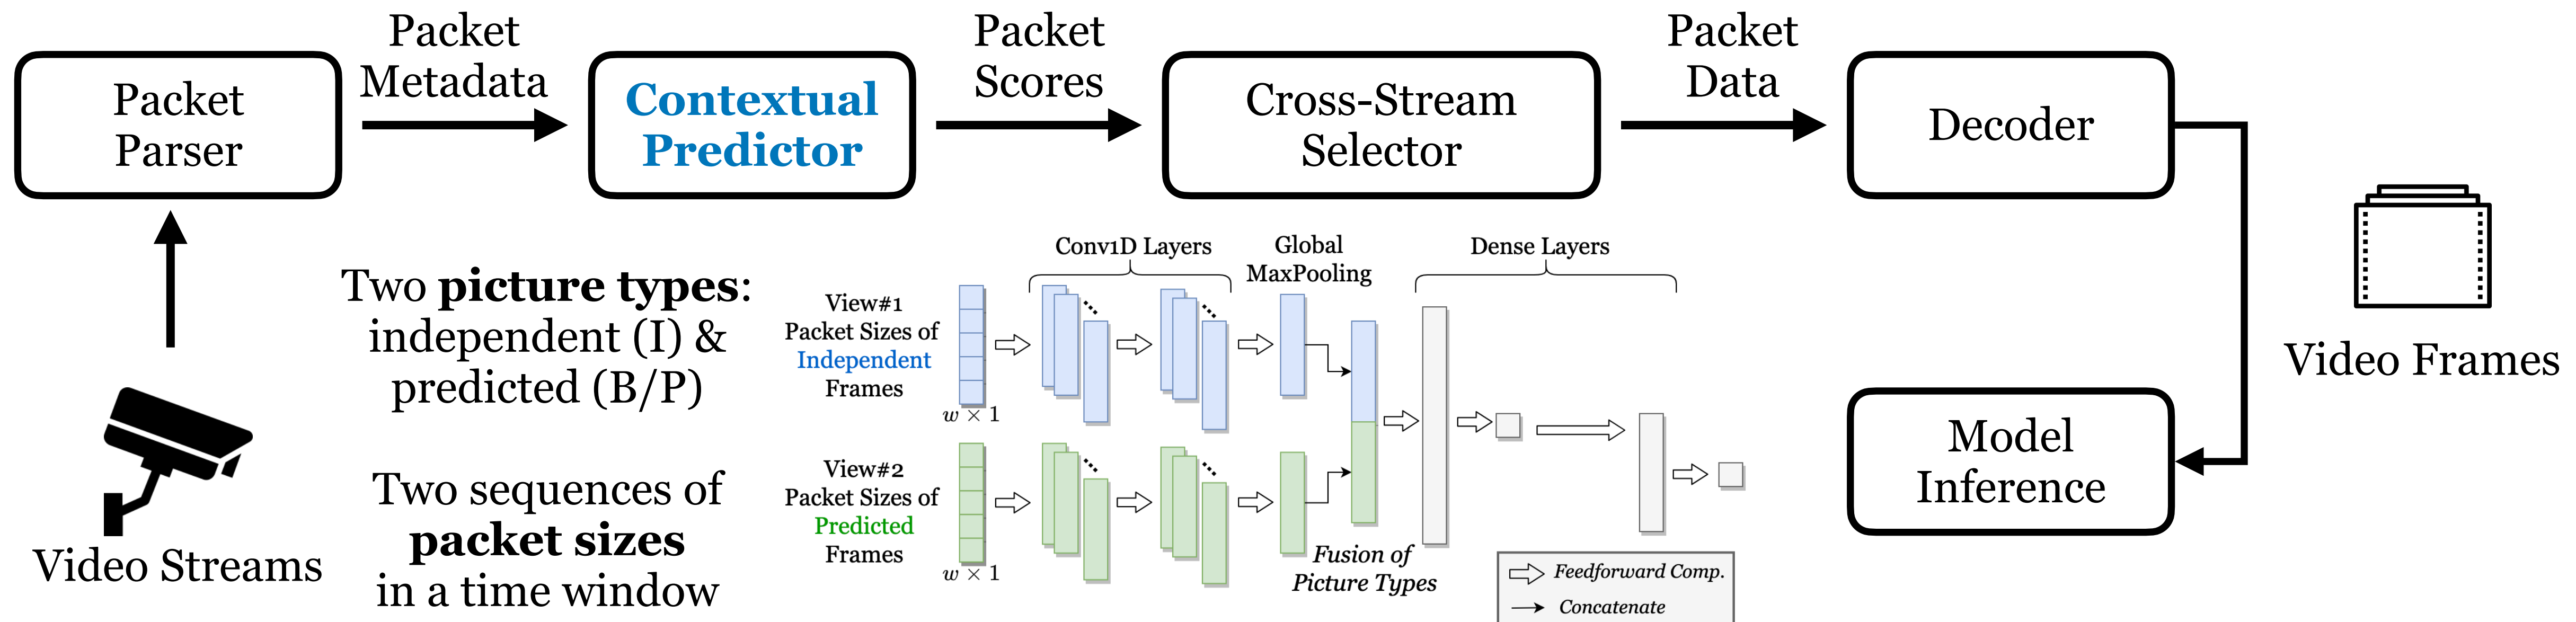 Packet
Parser
Packet
Metadata
Contextual
Predictor
Packet
Scores
Cross-Stream
Selector
Packet
Data
Decoder
Video Frames
Model
Inference
Video Streams
Two picture types:
independent (I) &
predicted (B/P)
Two sequences of
packet sizes
in a time window
Conv1D Layers
Global
MaxPooling
Dense Layers
View#1
Packet Sizes of
Independent
Frames
w × 1
View#2
Packet Sizes of
Predicted
Frames
w × 1
Fusion of
Picture Types
Feedforward Comp.
Concatenate